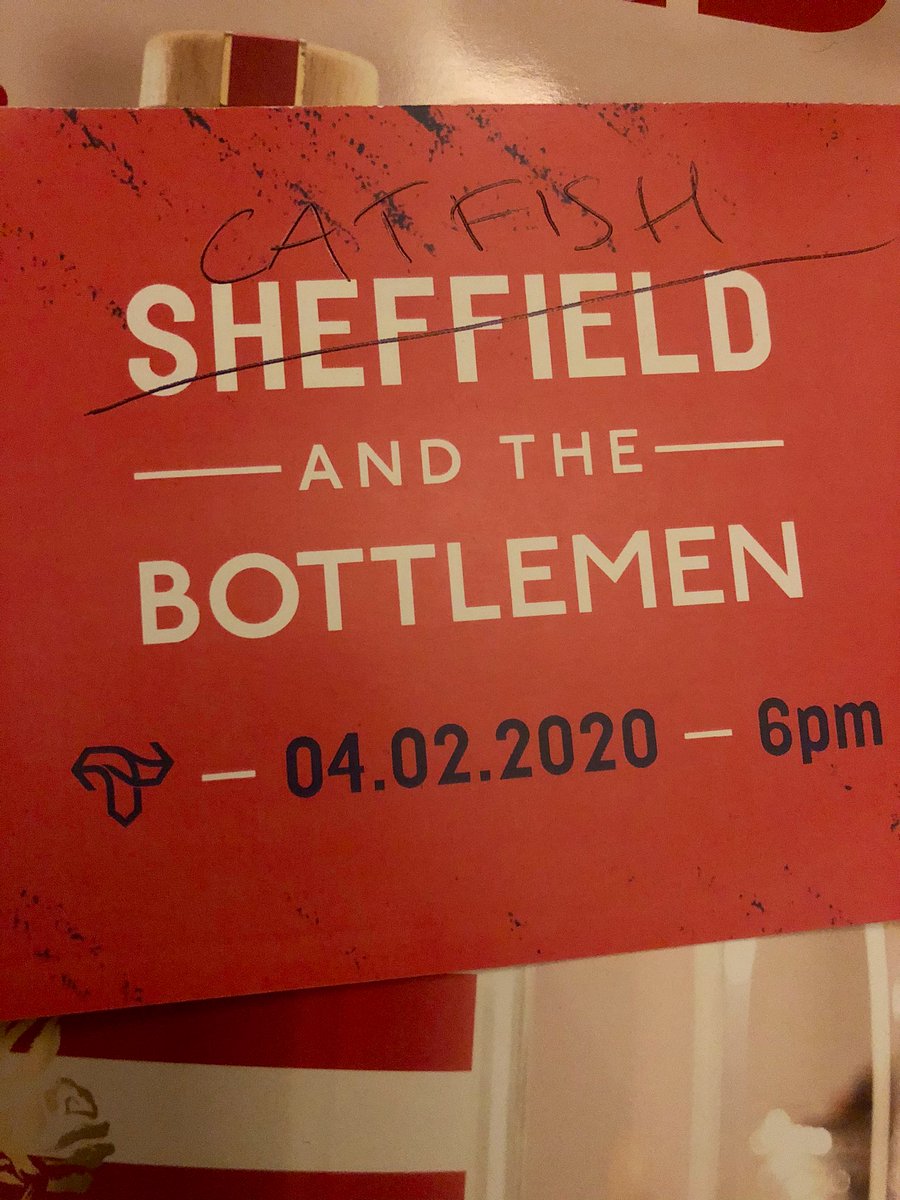 CATFISH
SHEFFIELD
AND THE
BOTTLEMEN
– 04.02.2020 – 6pm